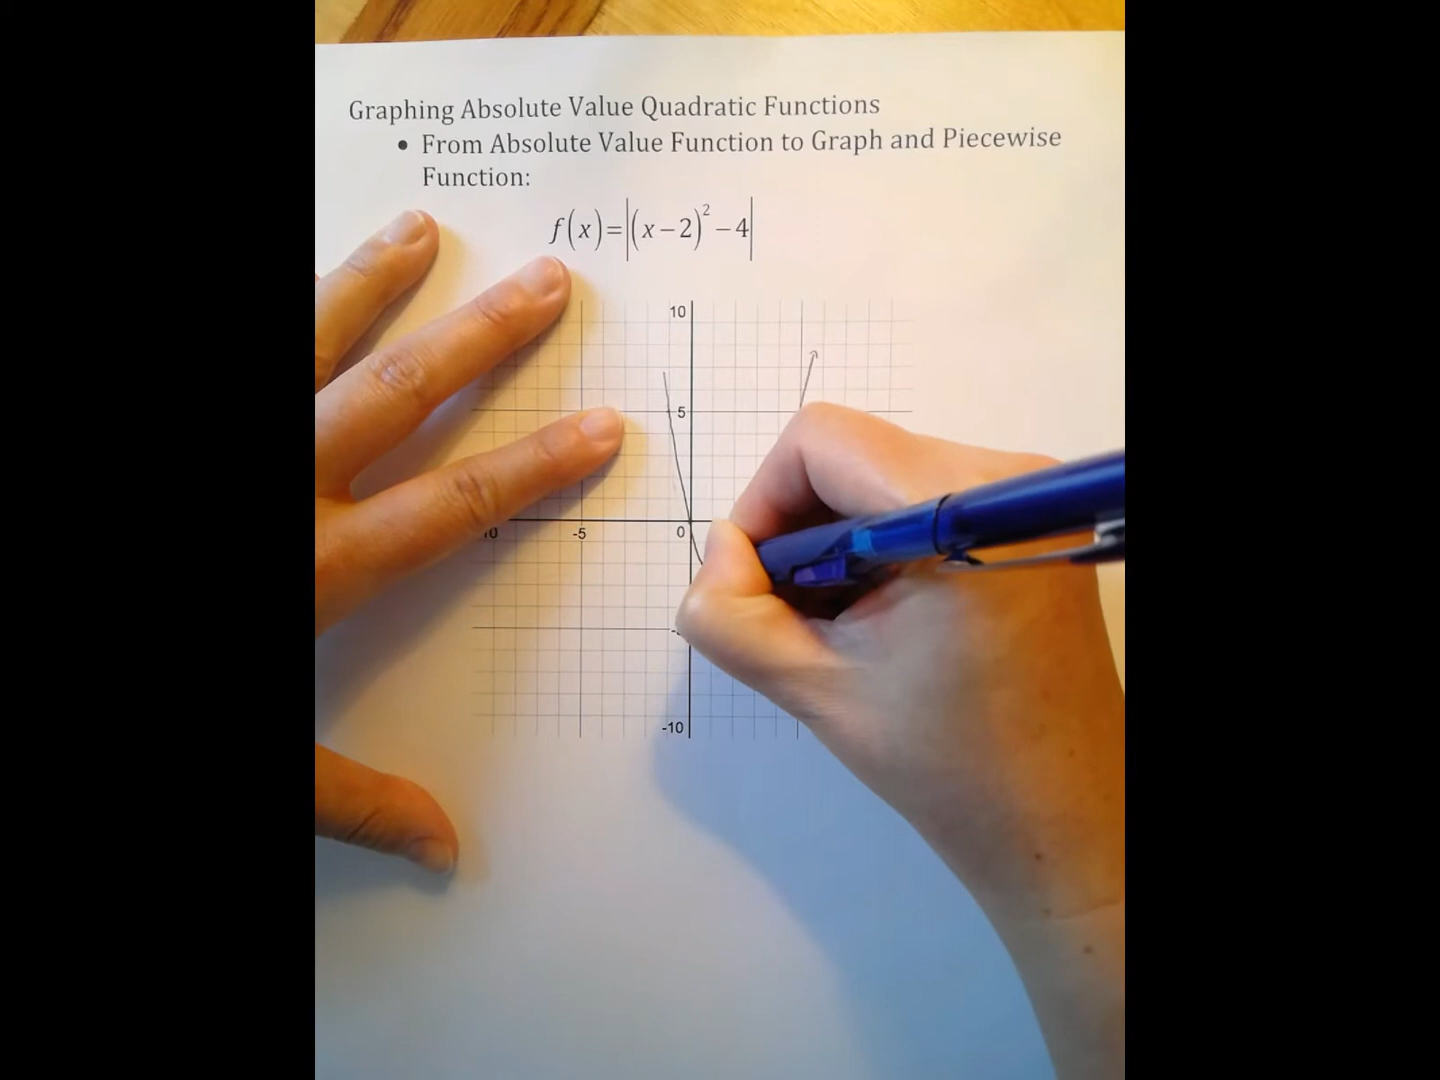 Graphing Absolute Value Quadratic Functions
• From Absolute Value Function to Graph and Piecewise
Function:
f(x)=|(x−2)²−4|
10
5
-5
0
-10